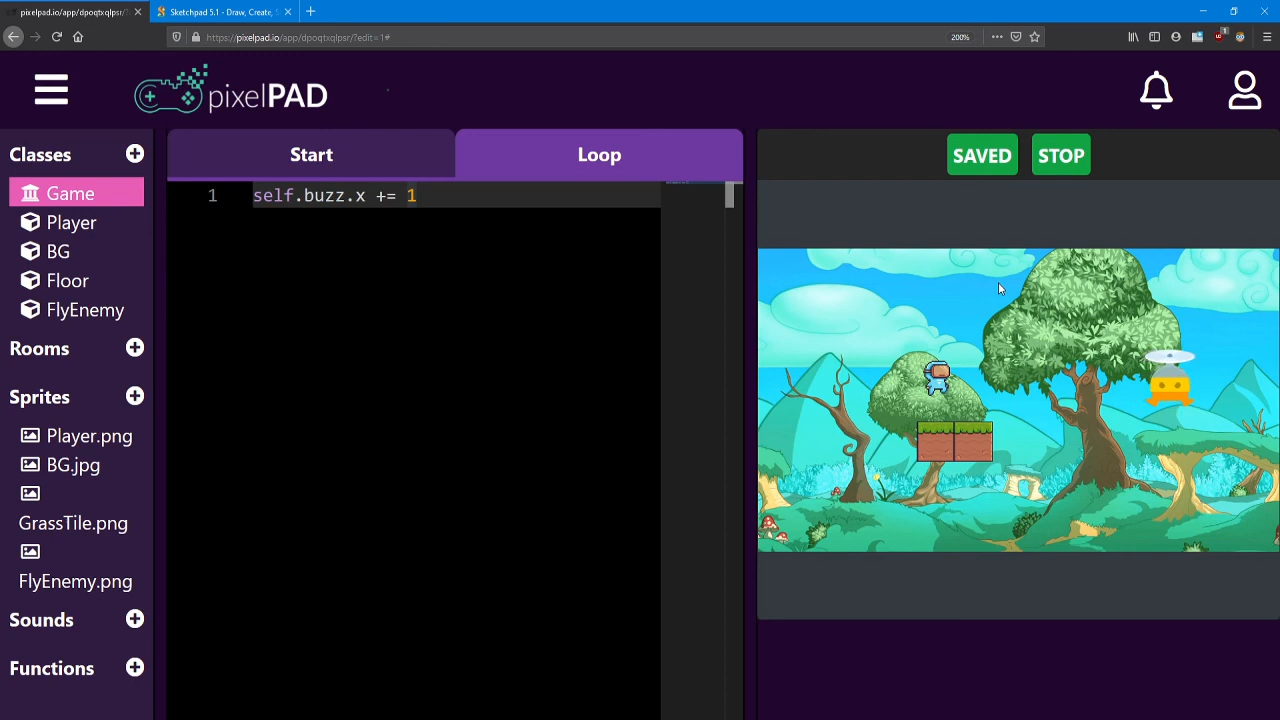 pixelpad.io/app/dpoqtxqlpsr/?
Sketchpad 5.1 - Draw, Create,
https://pixelpad.io/app/dpoqtxqlpsr/?edit=1#
200%
1
pixelPAD
Classes
Game
Player
BG
Floor
FlyEnemy
Rooms
Sprites
Player.png
BG.jpg
GrassTile.png
FlyEnemy.png
Sounds
Functions
Start
Loop
1 self.buzz.x += 1
SAVED
STOP